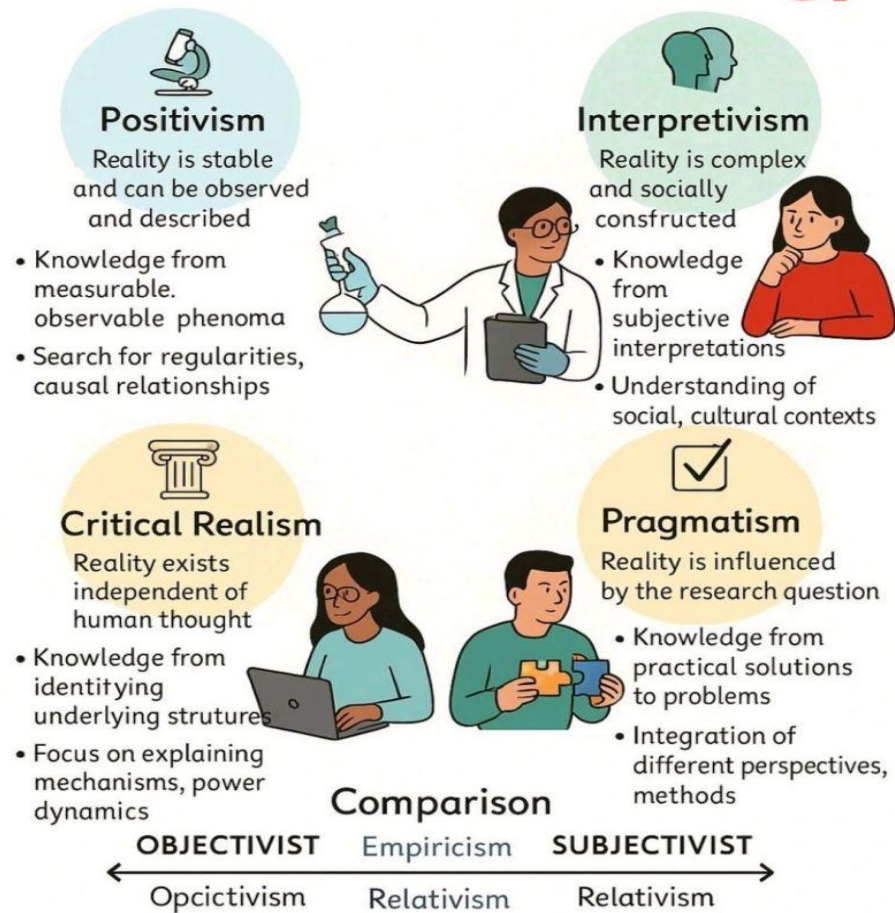 Positivism
Reality is stable
and can be observed
and described
• Knowledge from
measurable.
observable phenoma
• Search for regularities,
causal relationships
Interpretivism
Reality is complex
and socially
consfructed
• Knowledge
from
subjective
interpretations
• Understanding of
social, cultural contexts
Critical Realism
Reality exists
independent of
human thought
• Knowledge from
identitying
underlying strutures
• Focus on explaining
mechanisms, power
dynamics
Pragmatism
Reality is influenced
by the research question
• Knowledge from
practical solutions
to problems
• Integration of
different perspectives,
methods
Comparison
OBJECTIVIST Empiricism SUBJECTIVIST
Opcictivism Relativism Relativism